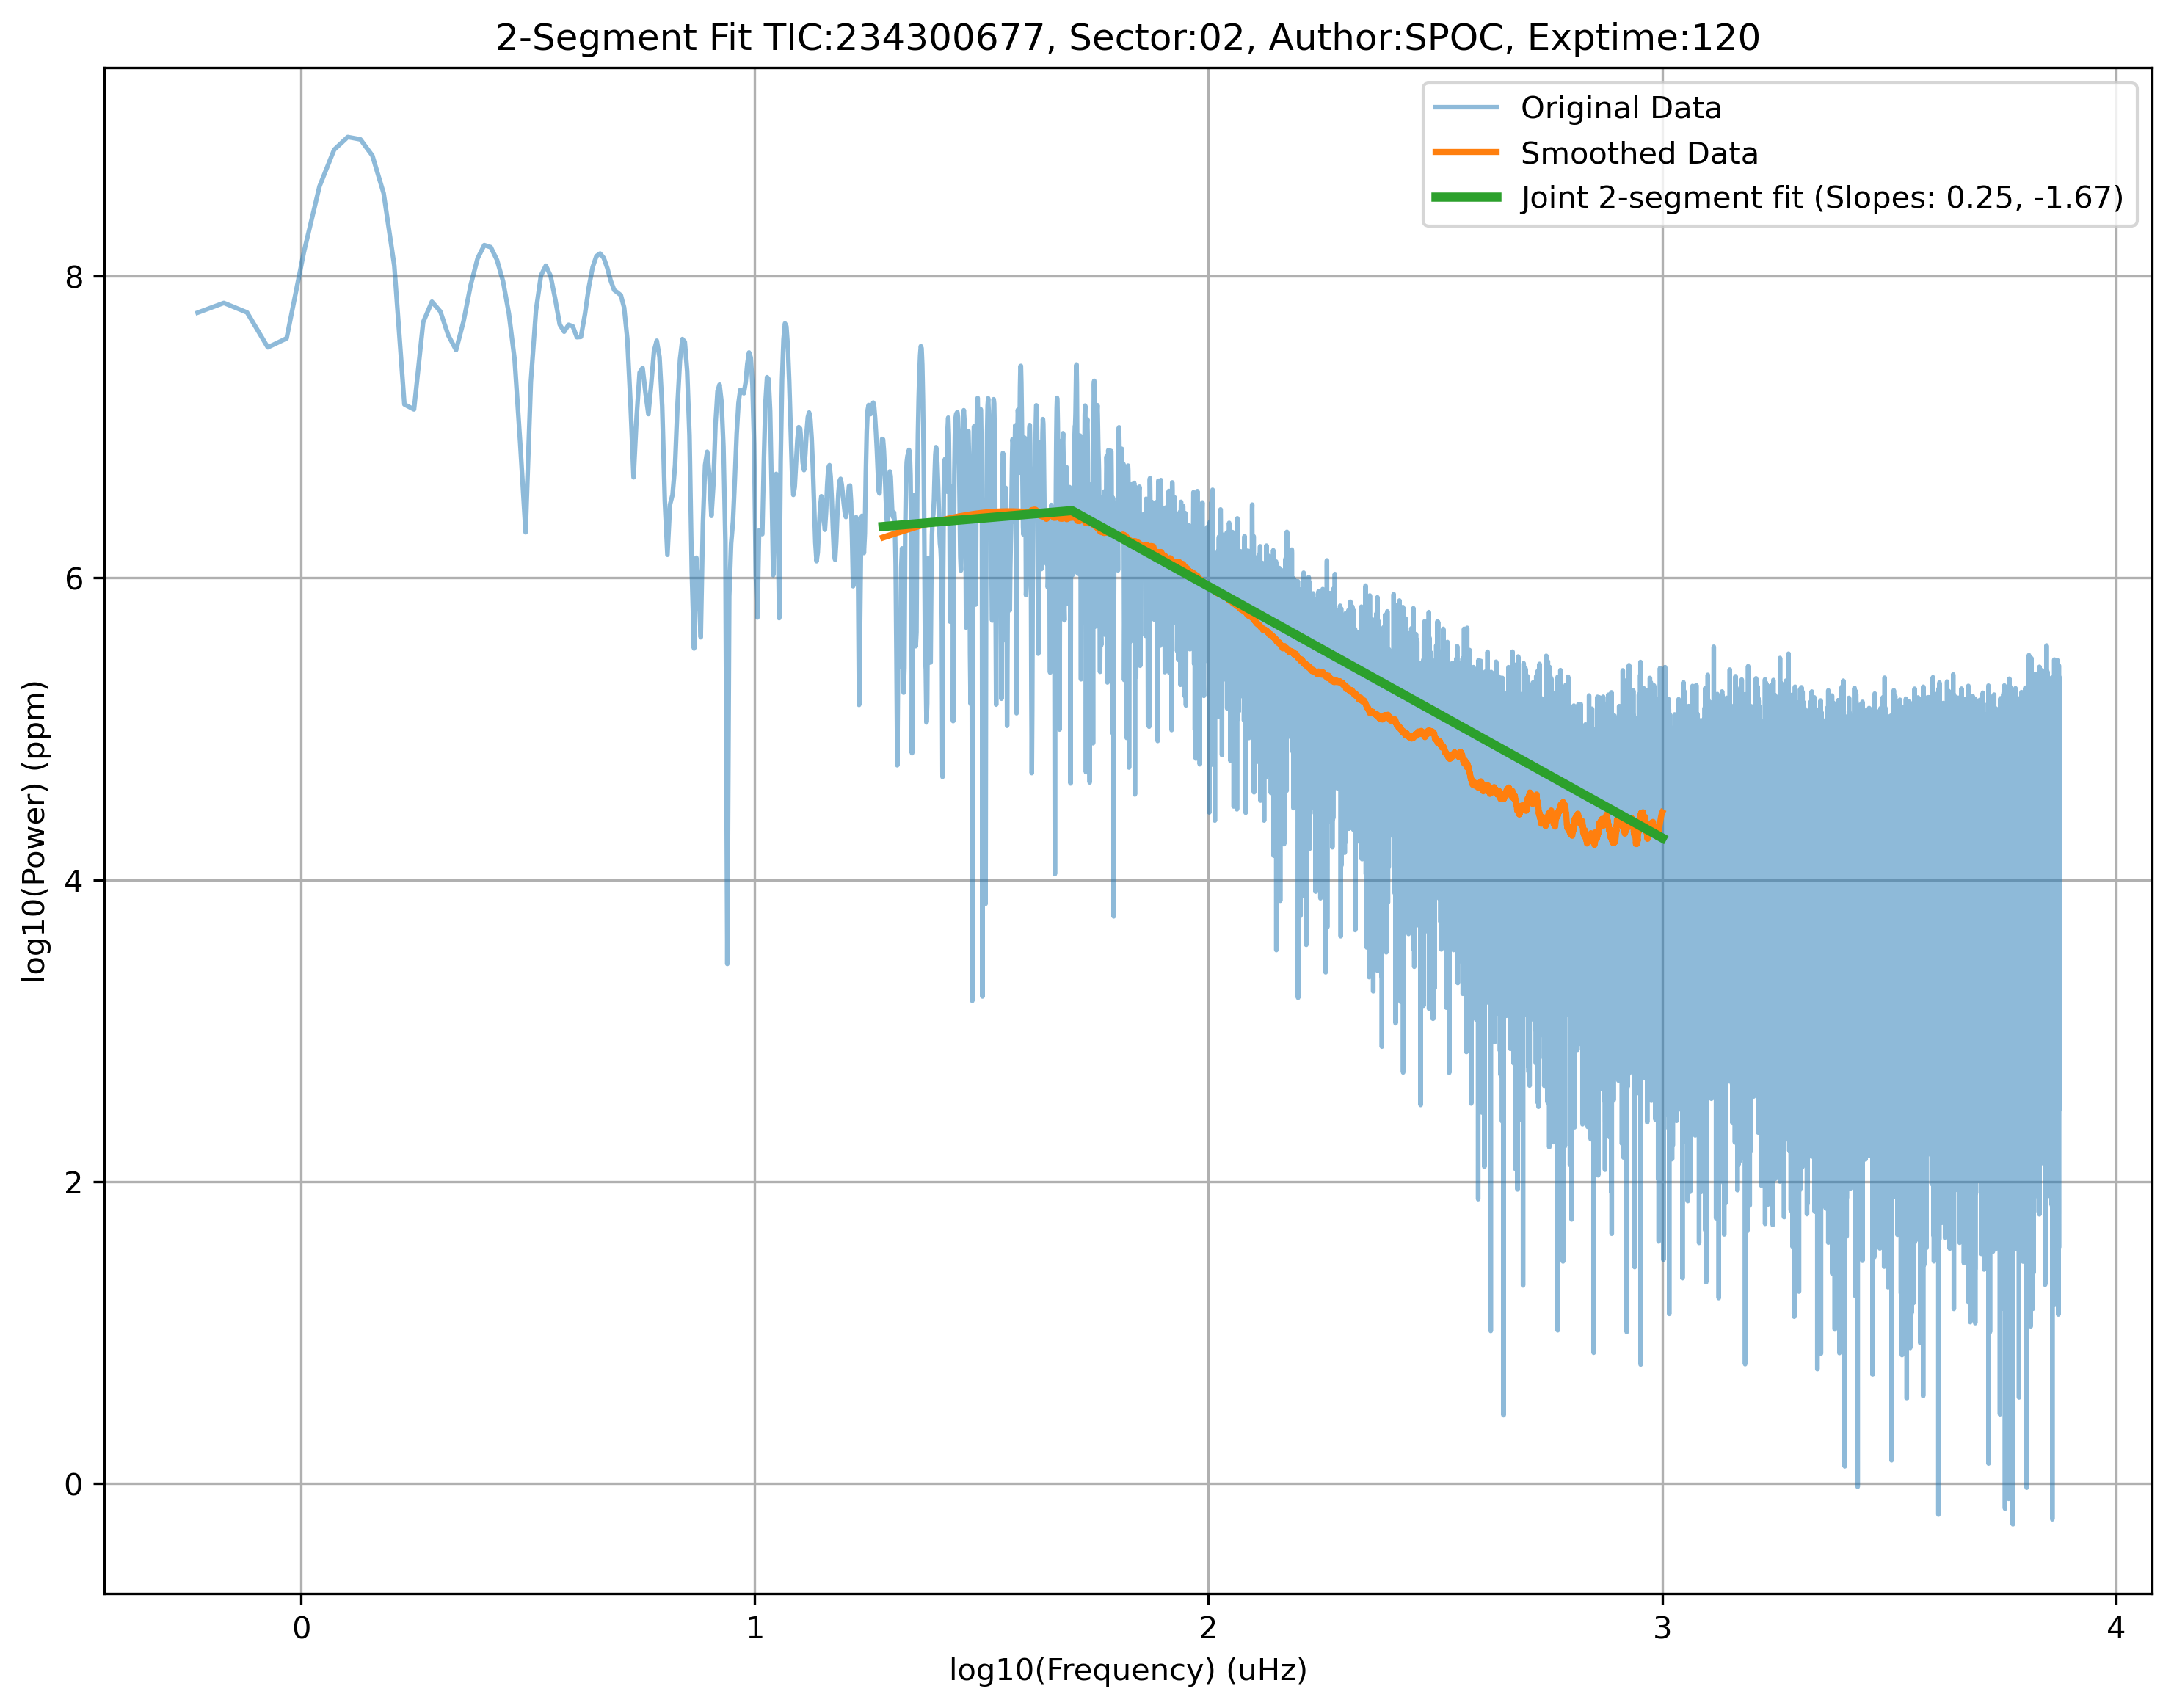 2-Segment Fit TIC:234300677, Sector:02, Author:SPOC, Exptime:120
Original Data
Smoothed Data
Joint 2-segment fit (Slopes: 0.25, -1.67)
log10(Power) (ppm)
8
6
4
2
0
0 1 2 3 4
log10(Frequency) (uHz)